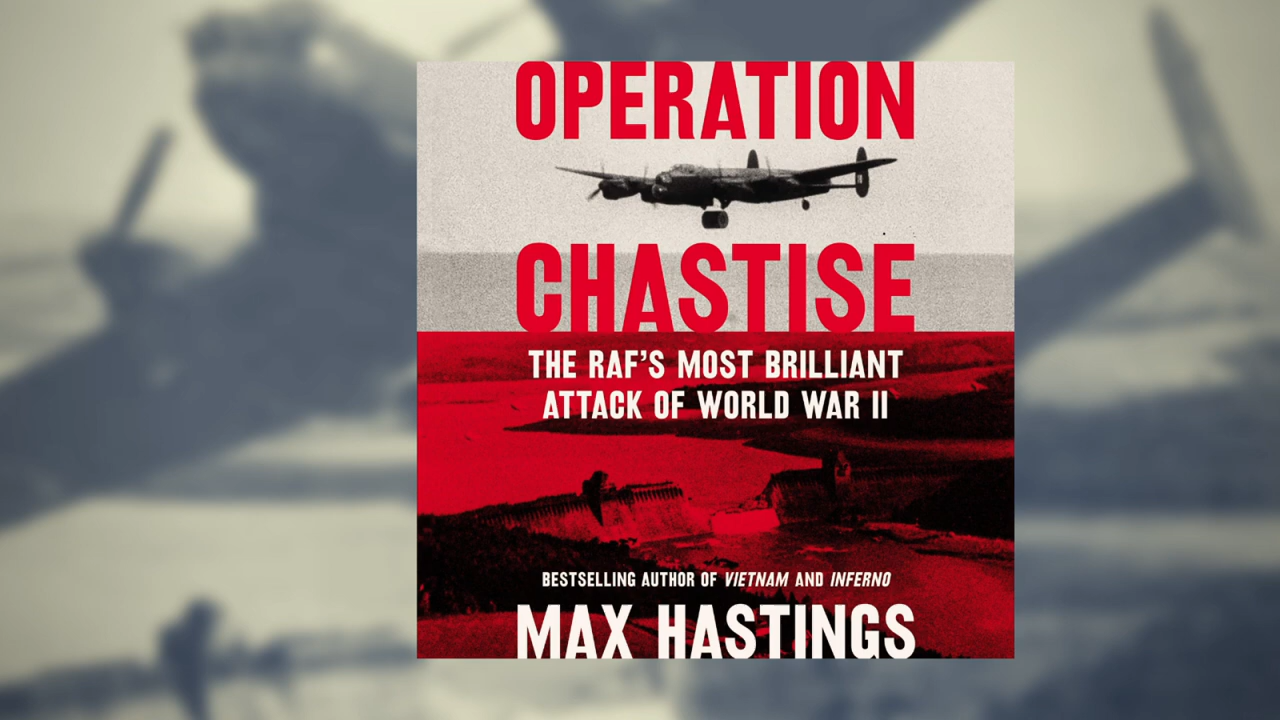 OPERATION
CHASTISE
THE RAF'S MOST BRILLIANT
ATTACK OF WORLD WAR II
BESTSELLING AUTHOR OF VIETNAM AND INFERNO
MAX HASTINGS